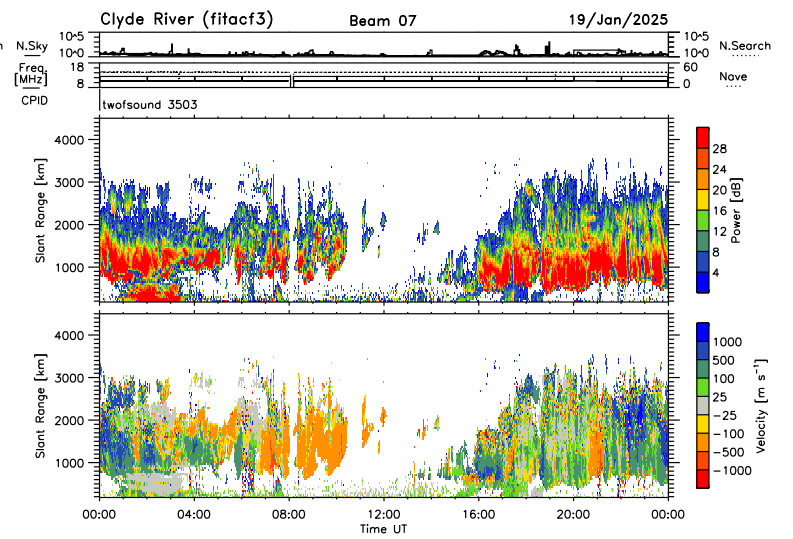 Clyde River (fitacf3) Beam 07 19/Jan/2025
10^5 10^5
N.Sky N.Search
10^0 10^0
Freq. 18 60 Nave
[MHz] 8 0
CPID twofsound 3503
4000
3000
2000
1000
Slant Range [km]
28
24
20
16
12
8
4
Power [dB]
4000
3000
2000
1000
Slant Range [km]
1000
500
100
25
-25
-100
-500
-1000
Velocity [m s⁻¹]
00:00 04:00 08:00 12:00 16:00 20:00 00:00
Time UT